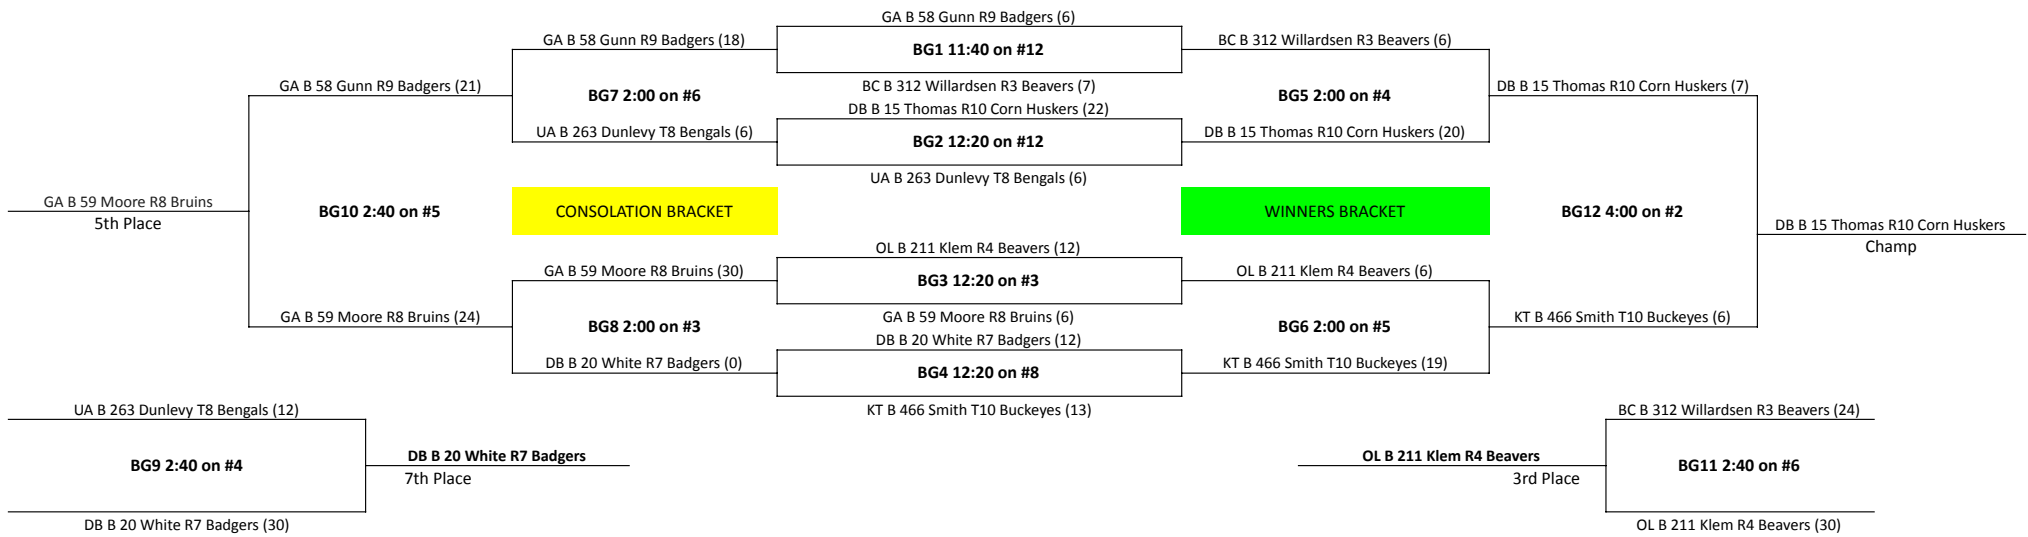 GA B 58 Gunn R9 Badgers (6)
GA B 58 Gunn R9 Badgers (18)
BG1 11:40 on #12
BC B 312 Willardsen R3 Beavers (6)
GA B 58 Gunn R9 Badgers (21)
BC B 312 Willardsen R3 Beavers (7)
DB B 15 Thomas R10 Corn Huskers (7)
BG7 2:00 on #6
BG5 2:00 on #4
DB B 15 Thomas R10 Corn Huskers (22)
UA B 263 Dunlevy T8 Bengals (6)
BG2 12:20 on #12
DB B 15 Thomas R10 Corn Huskers (20)
UA B 263 Dunlevy T8 Bengals (6)
GA B 59 Moore R8 Bruins
5th Place
BG10 2:40 on #5
CONSOLATION BRACKET
WINNERS BRACKET
BG12 4:00 on #2
DB B 15 Thomas R10 Corn Huskers
Champ
OL B 211 Klem R4 Beavers (12)
GA B 59 Moore R8 Bruins (30)
BG3 12:20 on #3
OL B 211 Klem R4 Beavers (6)
GA B 59 Moore R8 Bruins (24)
GA B 59 Moore R8 Bruins (6)
KT B 466 Smith T10 Buckeyes (6)
BG8 2:00 on #3
BG6 2:00 on #5
DB B 20 White R7 Badgers (12)
DB B 20 White R7 Badgers (0)
BG4 12:20 on #8
KT B 466 Smith T10 Buckeyes (19)
KT B 466 Smith T10 Buckeyes (13)
UA B 263 Dunlevy T8 Bengals (12)
BC B 312 Willardsen R3 Beavers (24)
BG9 2:40 on #4
DB B 20 White R7 Badgers
7th Place
OL B 211 Klem R4 Beavers
3rd Place
BG11 2:40 on #6
DB B 20 White R7 Badgers (30)
OL B 211 Klem R4 Beavers (30)